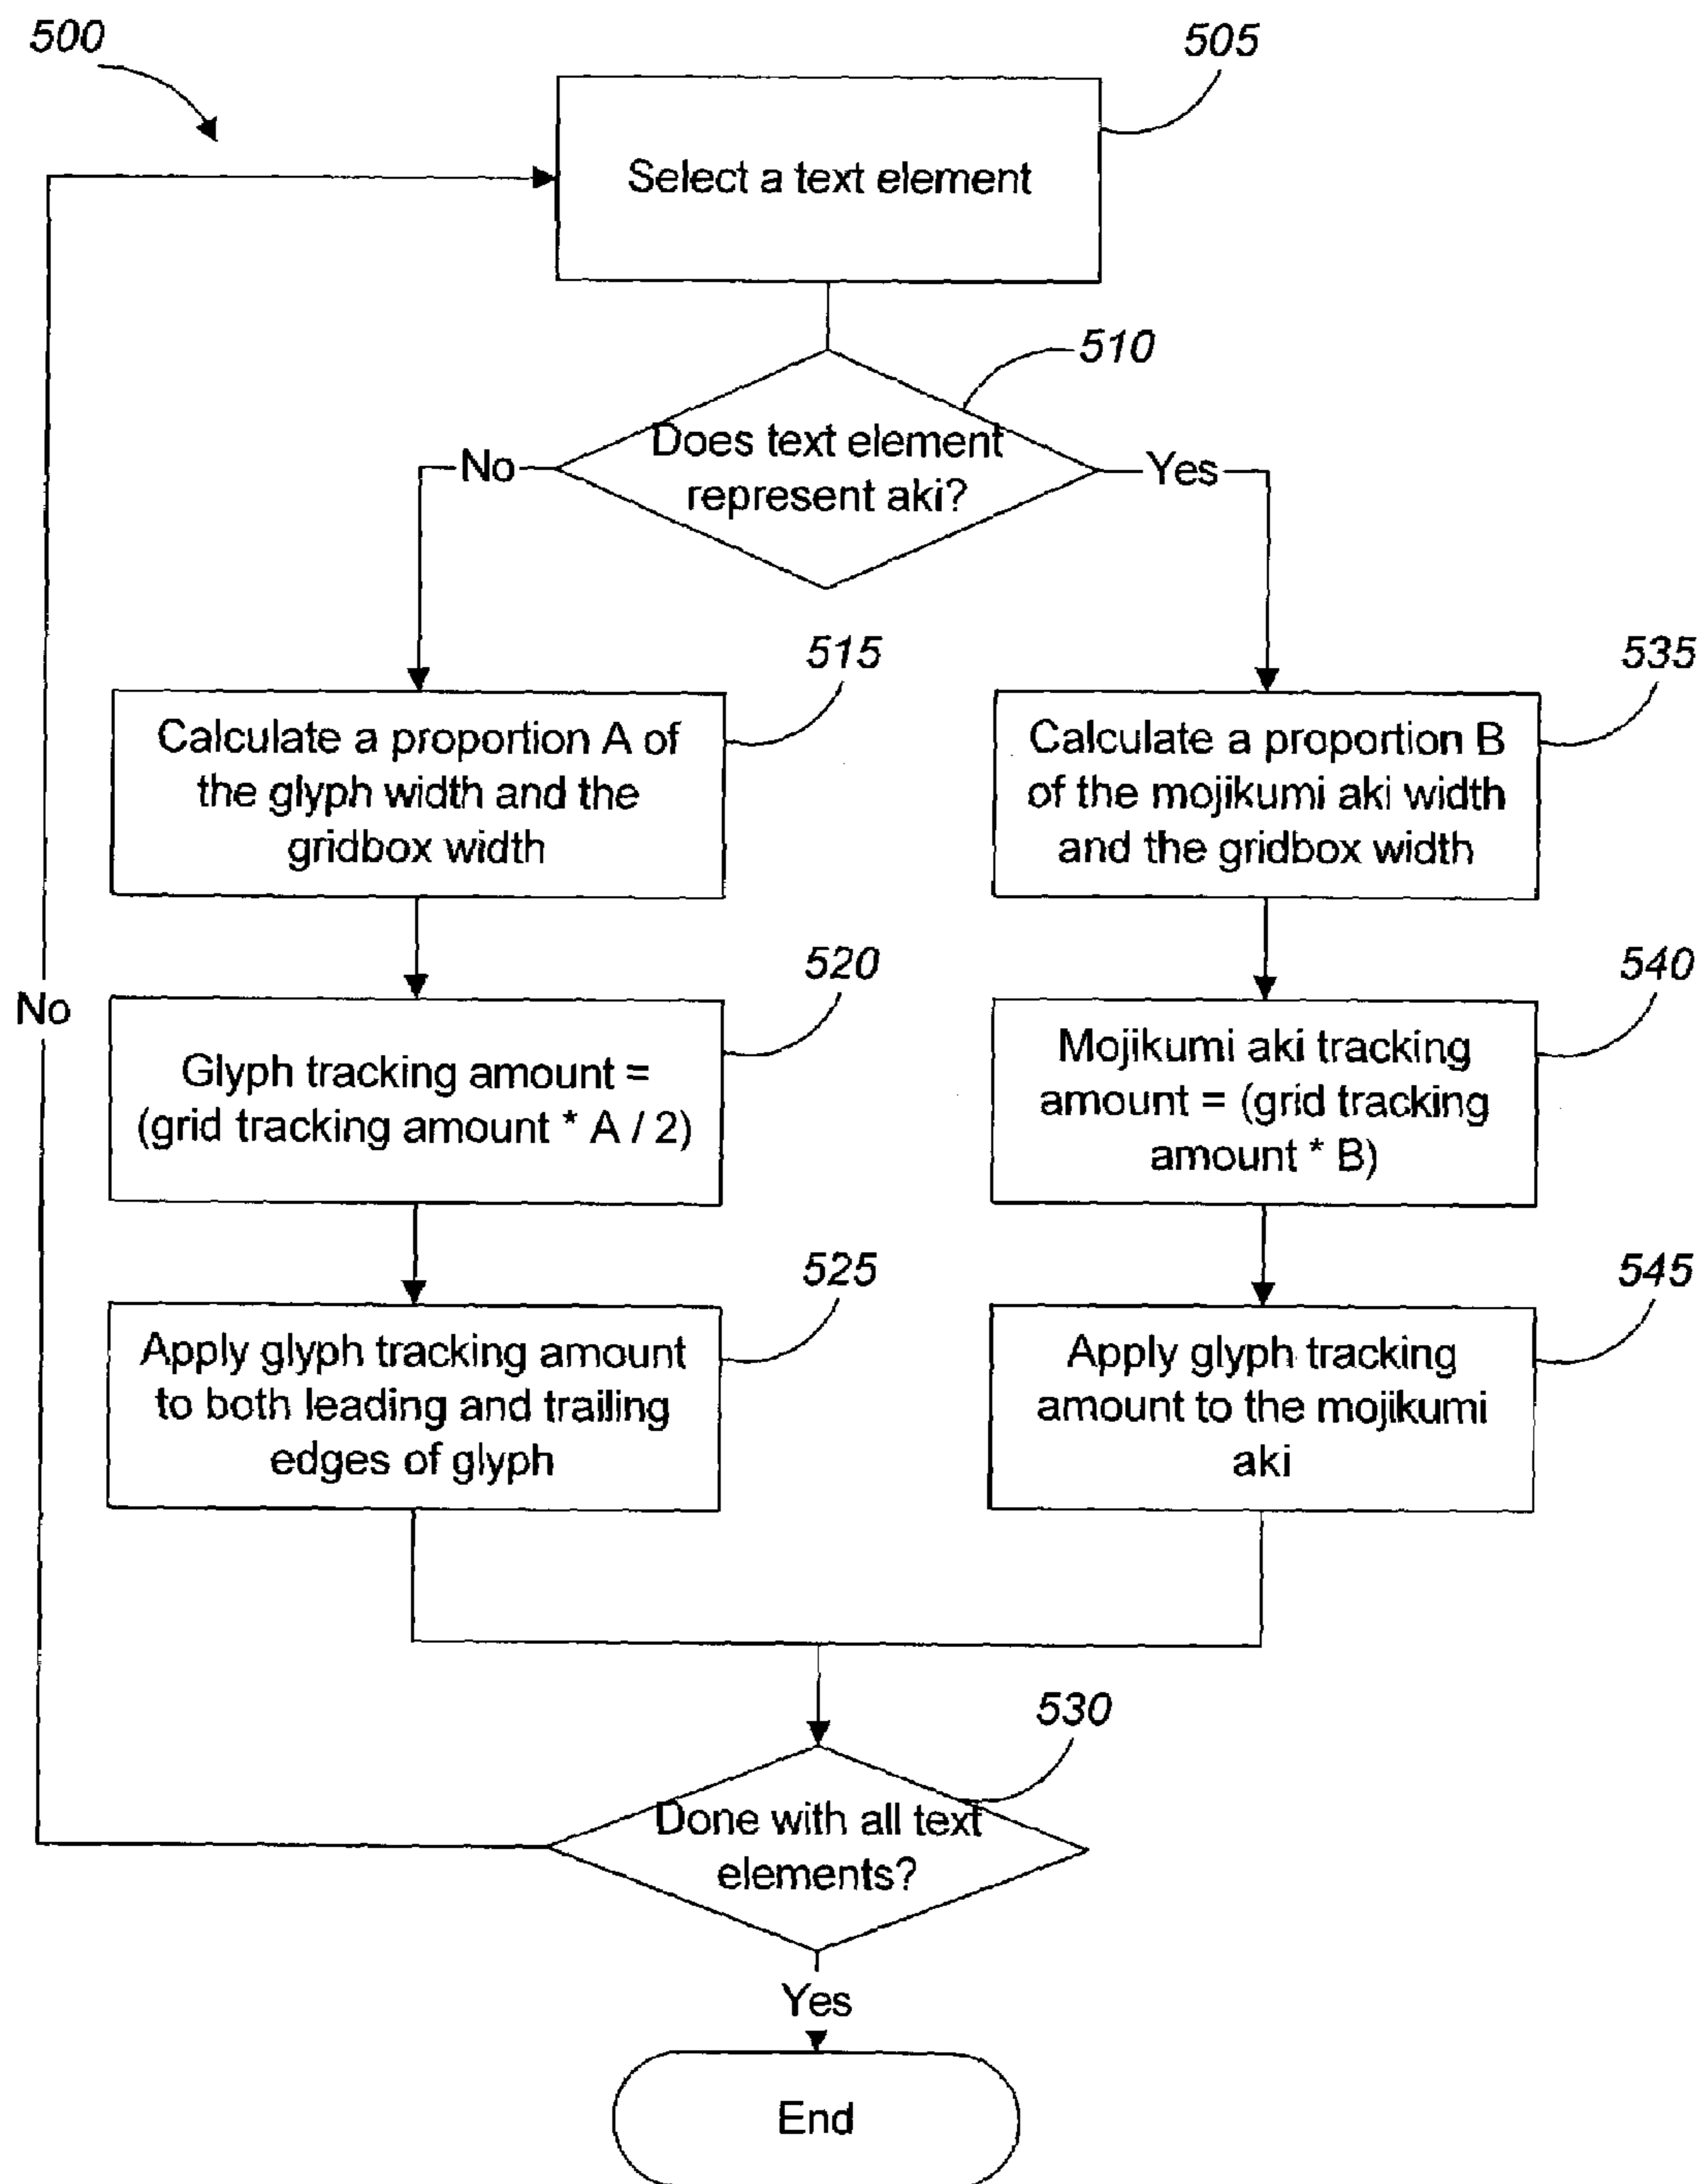 500
505
Select a text element
510
Does text element
represent aki?
No
Yes
515
535
Calculate a proportion A of
the glyph width and the
gridbox width
Calculate a proportion B
of the mojikumi aki width
and the gridbox width
520
540
No
Glyph tracking amount =
(grid tracking amount * A / 2)
Mojikumi aki tracking
amount = (grid tracking
amount * B)
525
545
Apply glyph tracking amount
to both leading and trailing
edges of glyph
Apply glyph tracking
amount to the mojikumi
aki
530
Done with all text
elements?
Yes
End